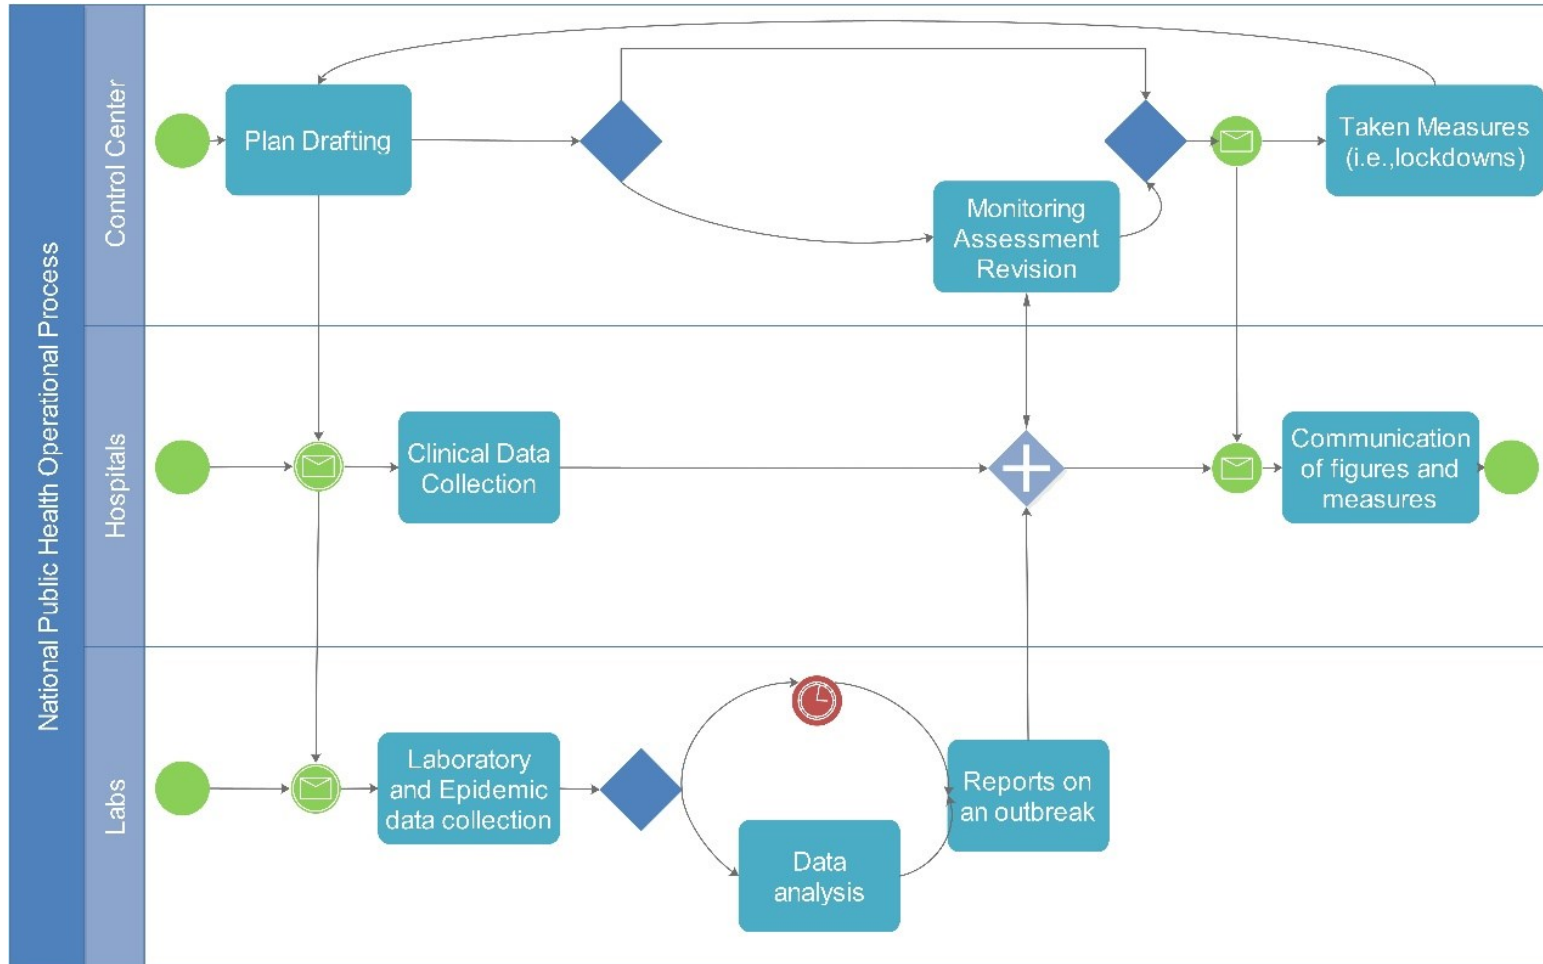 National Public Health Operational Process
Control Center
Plan Drafting
Monitoring
Assessment
Revision
Taken Measures
(i.e.,lockdowns)
Hospitals
Clinical Data
Collection
Communication
of figures and
measures
Labs
Laboratory
and Epidemic
data collection
Data
analysis
Reports on
an outbreak